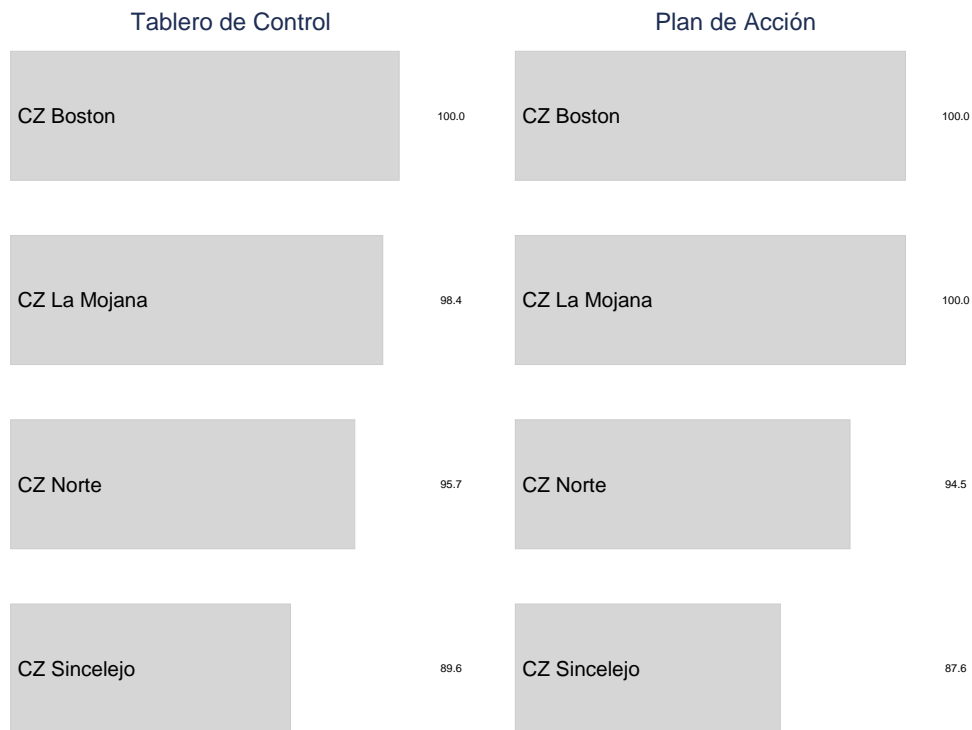 Tablero de Control
CZ Boston 100.0
CZ La Mojana 98.4
CZ Norte 95.7
CZ Sincelejo 89.6
Plan de Acción
CZ Boston 100.0
CZ La Mojana 100.0
CZ Norte 94.5
CZ Sincelejo 87.6